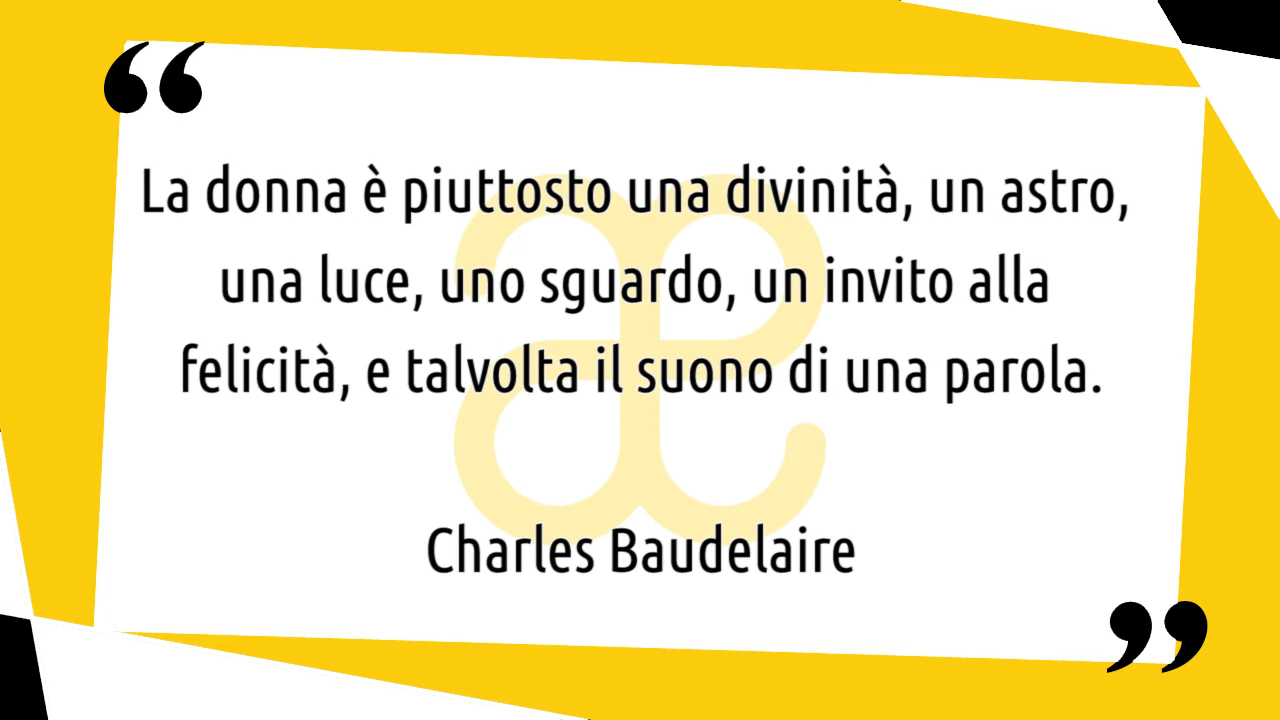 “
La donna è piuttosto una divinità, un astro,
una luce, uno sguardo, un invito alla
felicità, e talvolta il suono di una parola.
Charles Baudelaire
”